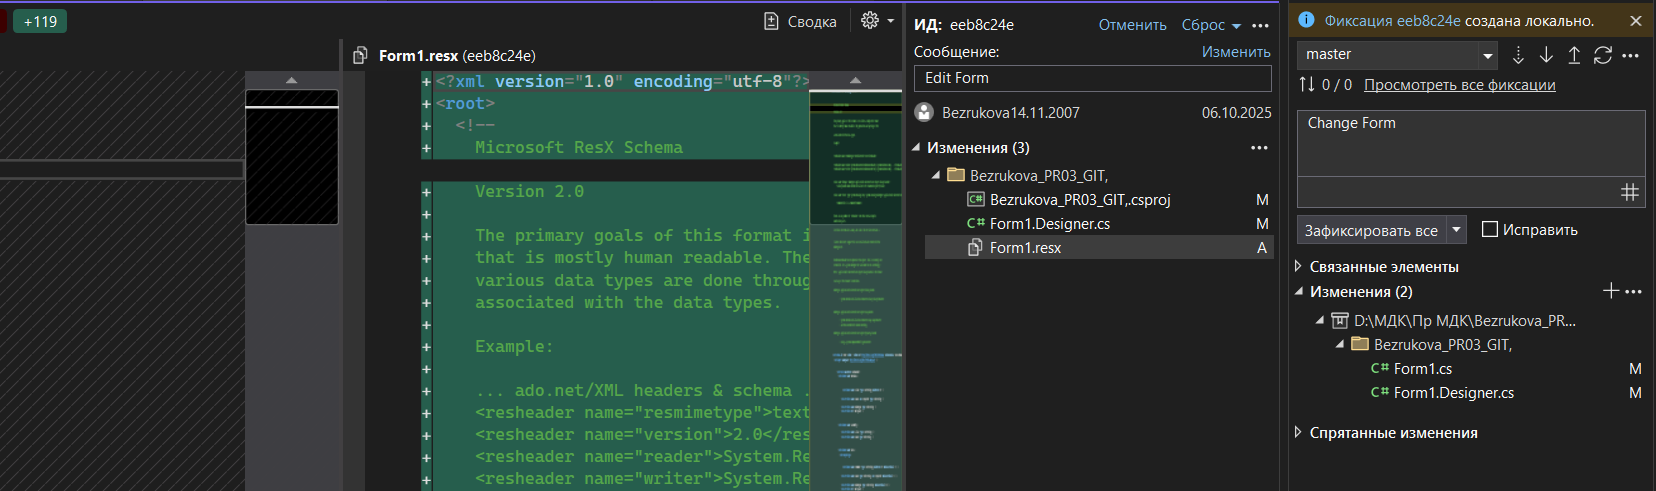 +119
Сводка
Form1.resx (eeb8c24e)
<?xml version="1.0" encoding="utf-8"?>
<root>
<!--
Microsoft ResX Schema
Version 2.0
The primary goals of this format i
that is mostly human readable. The
various data types are done throug
associated with the data types.
Example:
... ado.net/XML headers & schema .
<resheader name="resmimetype">text
<resheader name="version">2.0</res
<resheader name="reader">System.Re
<resheader name="writer">System.Re
ИД: eeb8c24e Отменить Сброс
Сообщение: Изменить
Edit Form
Bezrukova14.11.2007 06.10.2025
Изменения (3)
Bezrukova_PR03_GIT,
Bezrukova_PR03_GIT,.csproj M
C# Form1.Designer.cs M
Form1.resx A
Фиксация eeb8c24e создана локально.
master
0 / 0 Просмотреть все фиксации
Change Form
Зафиксировать все Исправить
Связанные элементы
Изменения (2)
D:\МДК\Пр МДК\Bezrukova_PR...
Bezrukova_PR03_GIT,
C# Form1.cs M
C# Form1.Designer.cs M
Спрятанные изменения